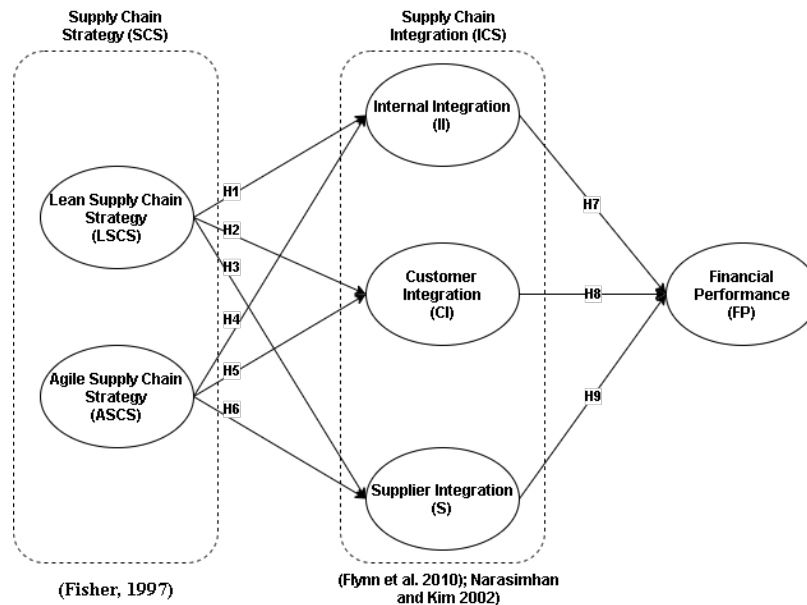 Supply Chain
Strategy (SCS)
Supply Chain
Integration (ICS)
Internal Integration
(II)
Lean Supply Chain
Strategy
(LSCS)
H1
H2
H3
H4
H5
H6
H7
H8
H9
Customer
Integration
(CI)
Financial
Performance
(FP)
Agile Supply Chain
Strategy
(ASCS)
Supplier Integration
(S)
(Fisher, 1997)
(Flynn et al. 2010); Narasimhan
and Kim 2002)